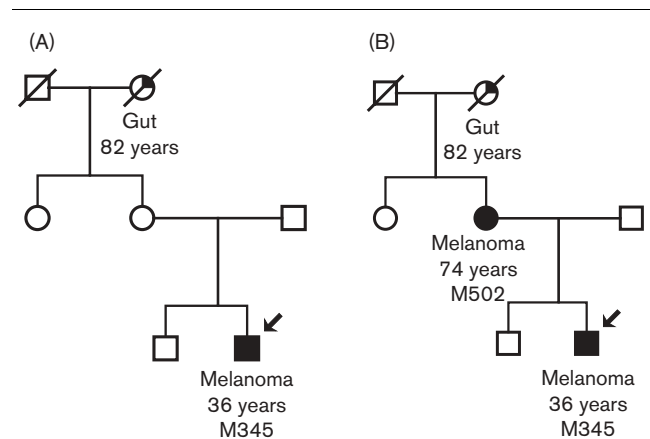 (A)
Gut
82 years
Melanoma
36 years
M345
(B)
Gut
82 years
Melanoma
74 years
M502
Melanoma
36 years
M345